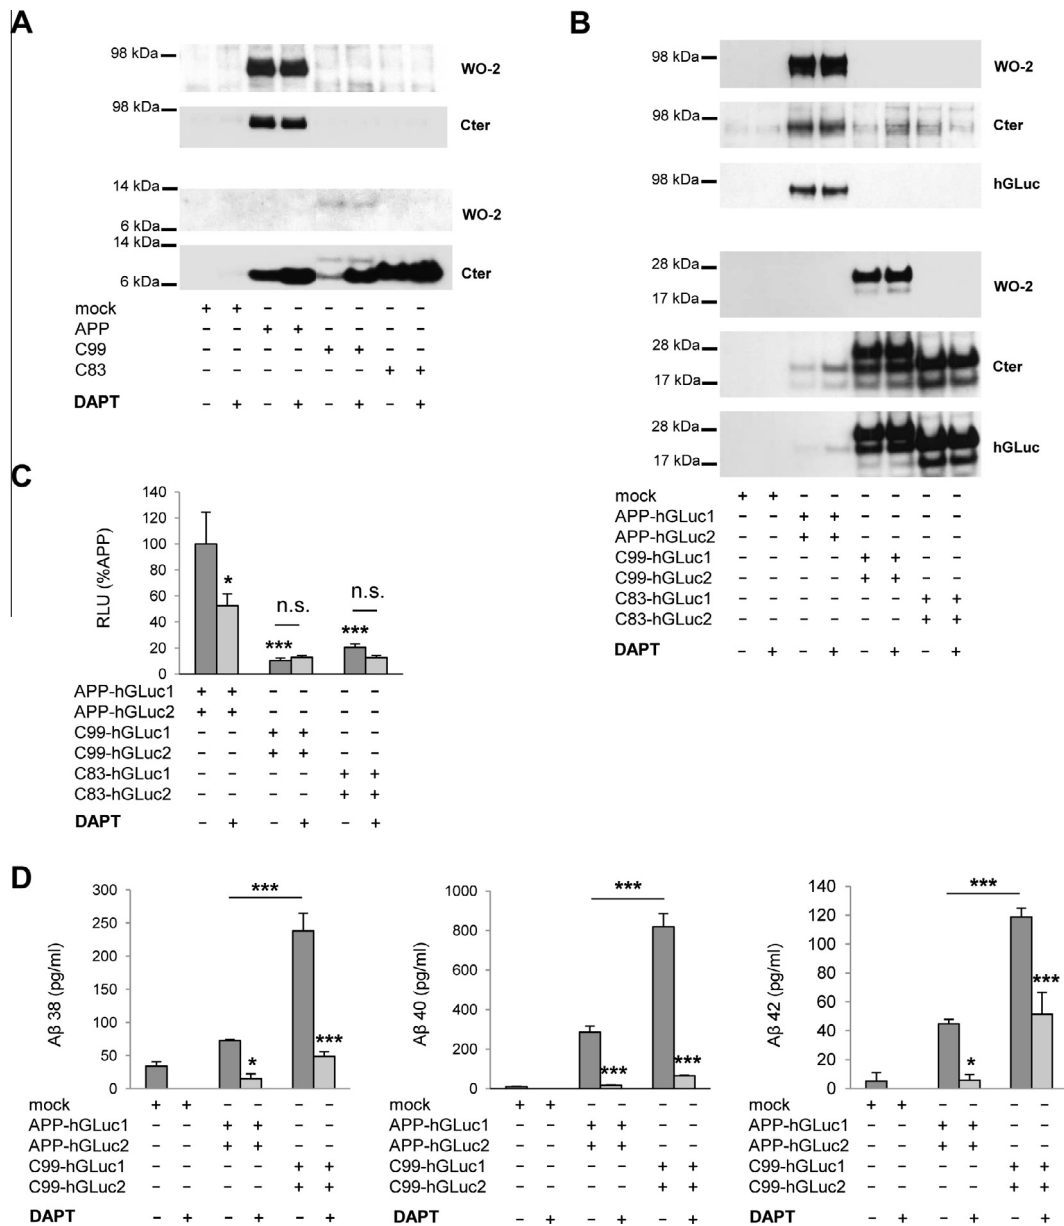 A
98 kDa
WO-2
98 kDa
Cter
14 kDa
WO-2
6 kDa
14 kDa
Cter
6 kDa
mock + + – – – – – –
APP – – + + – – – –
C99 – – – – + + – –
C83 – – – – – – + +
DAPT – + – + – + – +
B
98 kDa
WO-2
98 kDa
Cter
98 kDa
hGLuc
28 kDa
WO-2
17 kDa
28 kDa
Cter
17 kDa
28 kDa
hGLuc
17 kDa
mock + + – – – – – –
APP-hGLuc1 – – + + – – – –
APP-hGLuc2 – – + + – – – –
C99-hGLuc1 – – – – + + – –
C99-hGLuc2 – – – – + + – –
C83-hGLuc1 – – – – – – + +
C83-hGLuc2 – – – – – – + +
DAPT – + – + – + – +
C
RLU (%APP)
140
120
100
80
60
40
20
0
*
n.s.
***
n.s.
***
APP-hGLuc1 + + – – – –
APP-hGLuc2 + + – – – –
C99-hGLuc1 – – + + – –
C99-hGLuc2 – – + + – –
C83-hGLuc1 – – – – + +
C83-hGLuc2 – – – – + +
DAPT – + – + – +
D
Aβ 38 (pg/ml)
300
250
200
150
100
50
0
***
*
***
mock + + – – – –
APP-hGLuc1 – – + + – –
APP-hGLuc2 – – + + – –
C99-hGLuc1 – – – – + +
C99-hGLuc2 – – – – + +
DAPT – + – + – +
Aβ 40 (pg/ml)
1000
800
600
400
200
0
***
***
***
mock + + – – – –
APP-hGLuc1 – – + + – –
APP-hGLuc2 – – + + – –
C99-hGLuc1 – – – – + +
C99-hGLuc2 – – – – + +
DAPT – + – + – +
Aβ 42 (pg/ml)
140
120
100
80
60
40
20
0
***
*
***
mock + + – – – –
APP-hGLuc1 – – + + – –
APP-hGLuc2 – – + + – –
C99-hGLuc1 – – – – + +
C99-hGLuc2 – – – – + +
DAPT – + – + – +